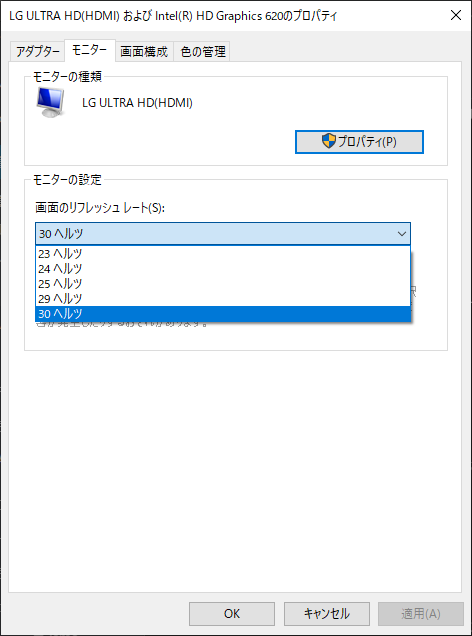 LG ULTRA HD(HDMI) および Intel(R) HD Graphics 620のプロパティ
アダプター モニター 画面構成 色の管理
モニターの種類
LG ULTRA HD(HDMI)
プロパティ(P)
モニターの設定
画面のリフレッシュ レート(S):
30 ヘルツ
23 ヘルツ
24 ヘルツ
25 ヘルツ
29 ヘルツ
30 ヘルツ
OK キャンセル 適用(A)